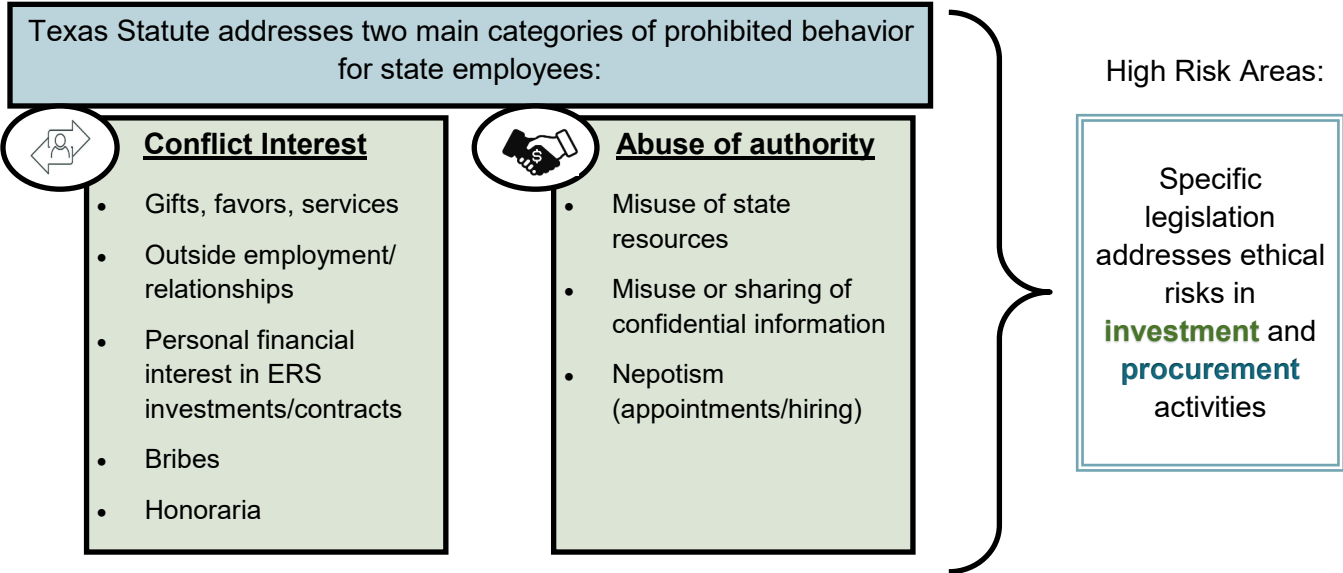 Texas Statute addresses two main categories of prohibited behavior
for state employees:
Conflict Interest
• Gifts, favors, services
• Outside employment/
relationships
• Personal financial
interest in ERS
investments/contracts
• Bribes
• Honoraria
$
Abuse of authority
• Misuse of state
resources
• Misuse or sharing of
confidential information
• Nepotism
(appointments/hiring)
High Risk Areas:
Specific
legislation
addresses ethical
risks in
investment and
procurement
activities